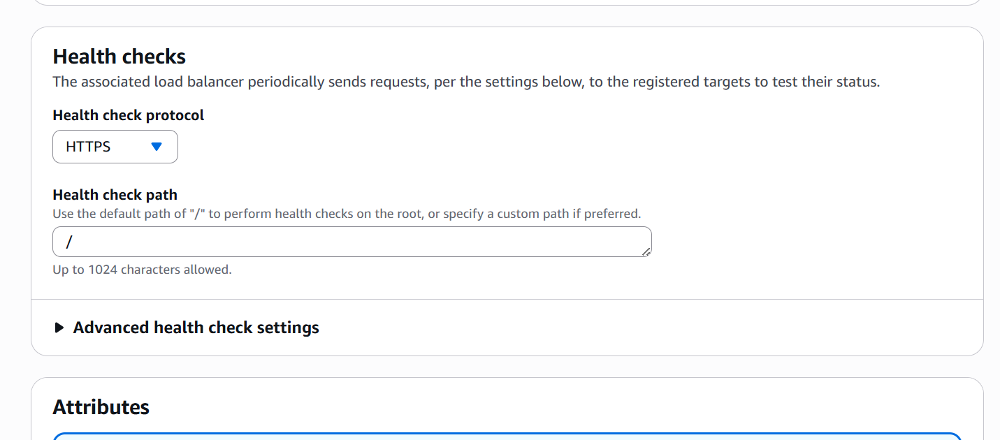 Health checks
The associated load balancer periodically sends requests, per the settings below, to the registered targets to test their status.
Health check protocol
HTTPS
Health check path
Use the default path of "/" to perform health checks on the root, or specify a custom path if preferred.
/
Up to 1024 characters allowed.
Advanced health check settings
Attributes